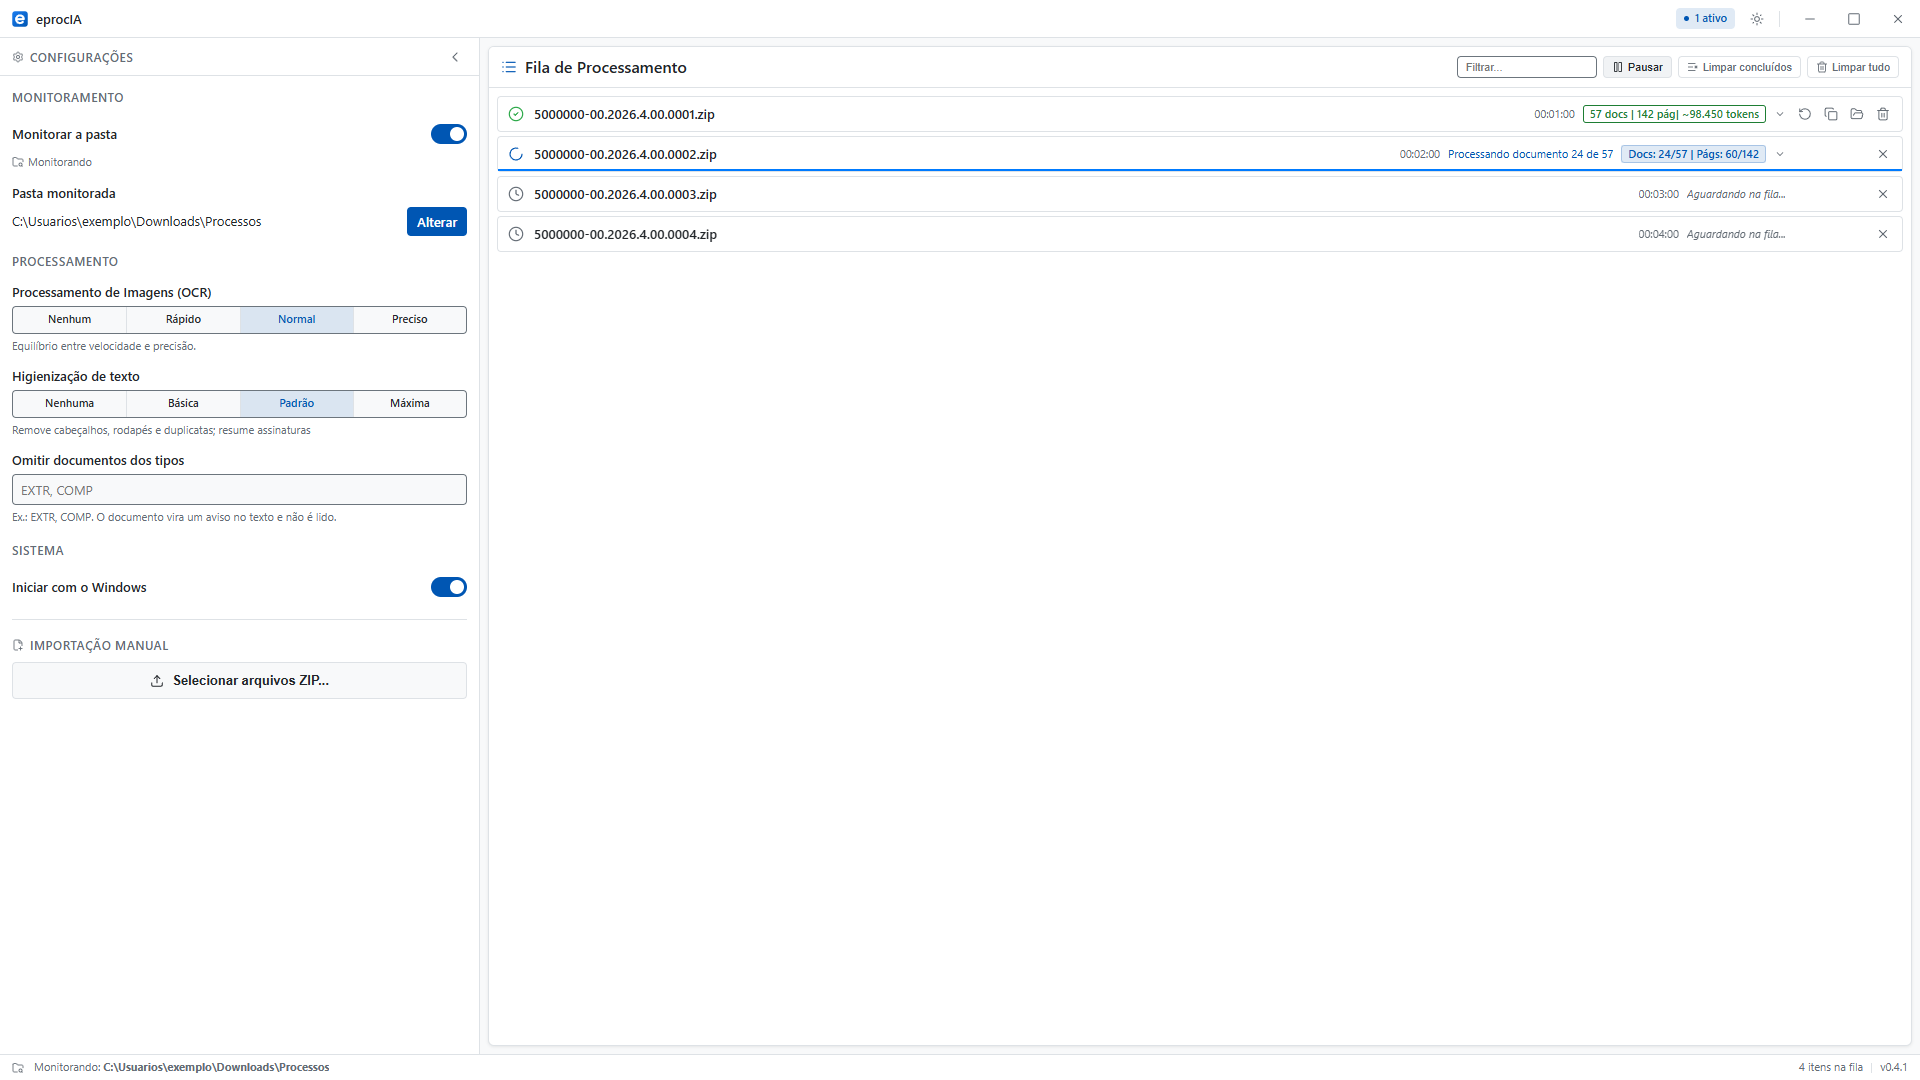 eprocIA
1 ativo
CONFIGURAÇÕES
MONITORAMENTO
Monitorar a pasta
Monitorando
Pasta monitorada
C:\Usuarios\exemplo\Downloads\Processos
Alterar
PROCESSAMENTO
Processamento de Imagens (OCR)
Nenhum Rápido Normal Preciso
Equilíbrio entre velocidade e precisão.
Higienização de texto
Nenhuma Básica Padrão Máxima
Remove cabeçalhos, rodapés e duplicatas; resume assinaturas
Omitir documentos dos tipos
EXTR, COMP
Ex.: EXTR, COMP. O documento vira um aviso no texto e não é lido.
SISTEMA
Iniciar com o Windows
IMPORTAÇÃO MANUAL
Selecionar arquivos ZIP...
Fila de Processamento
Filtrar...
Pausar
Limpar concluídos
Limpar tudo
5000000-00.2026.4.00.0001.zip 00:01:00 57 docs | 142 pág| ~98.450 tokens
5000000-00.2026.4.00.0002.zip 00:02:00 Processando documento 24 de 57 Docs: 24/57 | Págs: 60/142
5000000-00.2026.4.00.0003.zip 00:03:00 Aguardando na fila...
5000000-00.2026.4.00.0004.zip 00:04:00 Aguardando na fila...
Monitorando: C:\Usuarios\exemplo\Downloads\Processos
4 itens na fila
v0.4.1